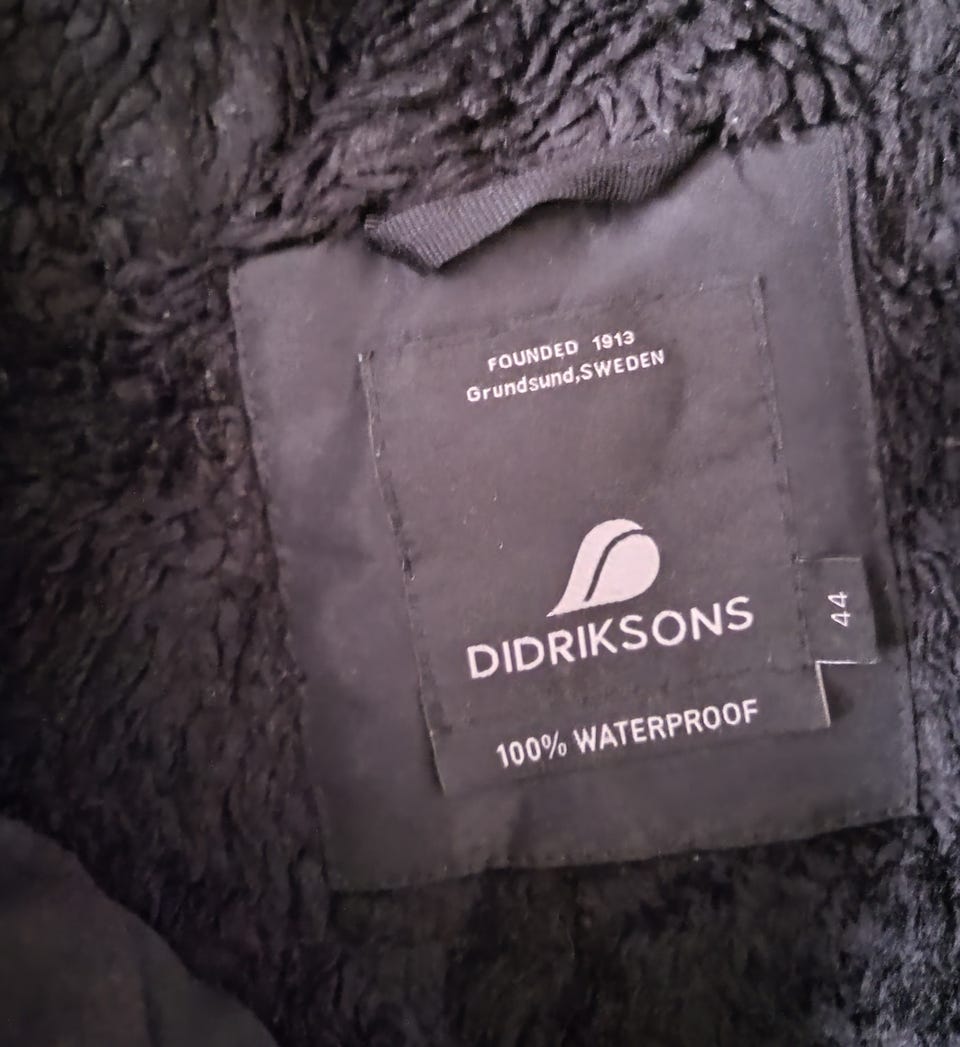 FOUNDED 1913
Grundsund,SWEDEN
DIDRIKSONS
44
100% WATERPROOF